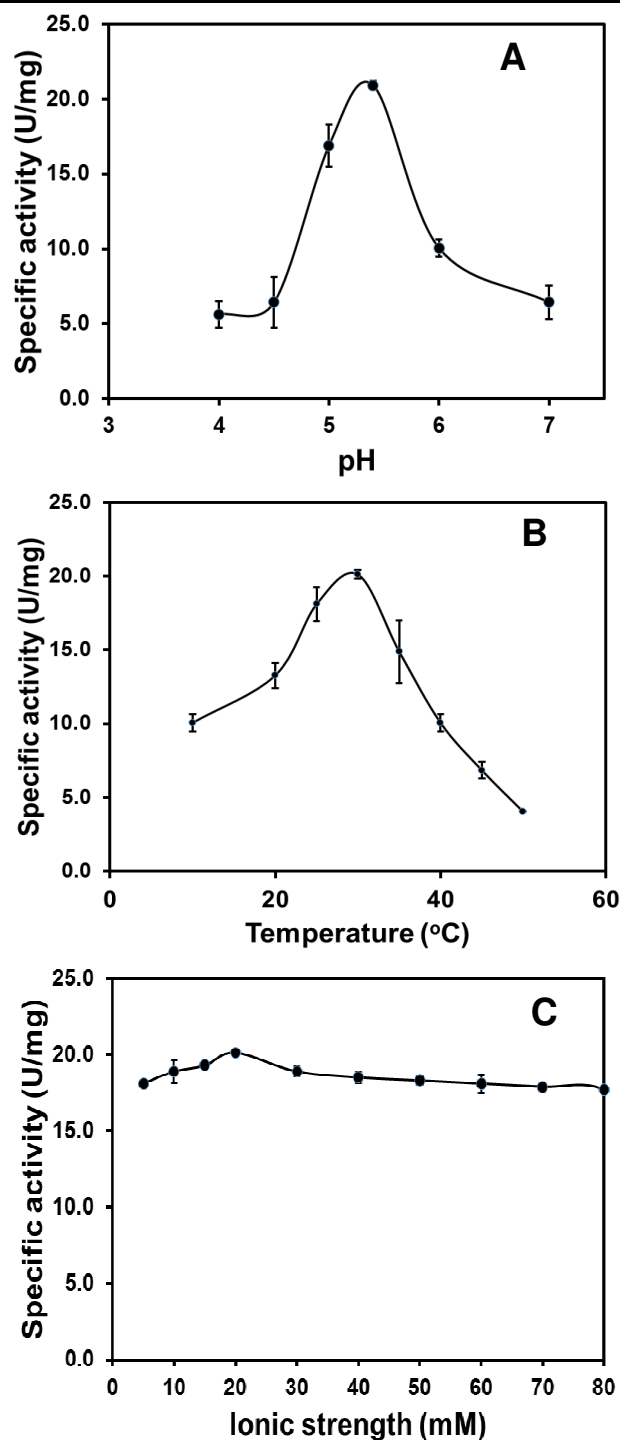 25.0
A
20.0
15.0
10.0
5.0
0.0
Specific activity (U/mg)
3 4 5 6 7
pH
25.0
B
20.0
15.0
10.0
5.0
0.0
Specific activity (U/mg)
0 20 40 60
Temperature (°C)
25.0
C
20.0
15.0
10.0
5.0
0.0
Specific activity (U/mg)
0 10 20 30 40 50 60 70 80
Ionic strength (mM)